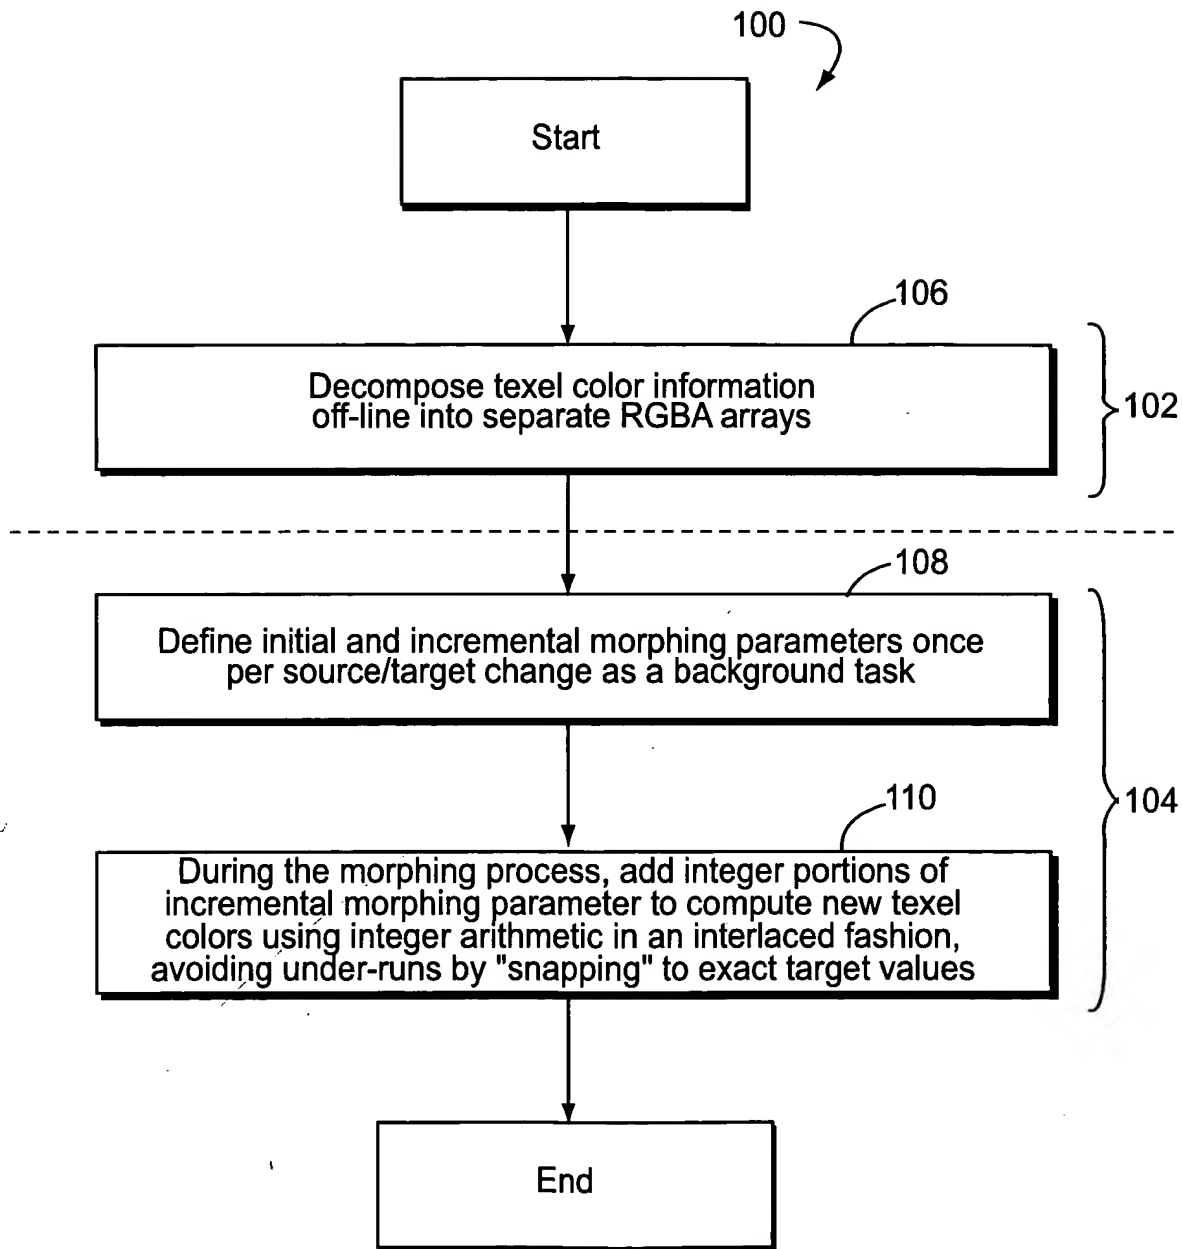 100
Start
106
Decompose texel color information
off-line into separate RGBA arrays
102
108
Define initial and incremental morphing parameters once
per source/target change as a background task
104
110
During the morphing process, add integer portions of
incremental morphing parameter to compute new texel
colors using integer arithmetic in an interlaced fashion,
avoiding under-runs by "snapping" to exact target values
End